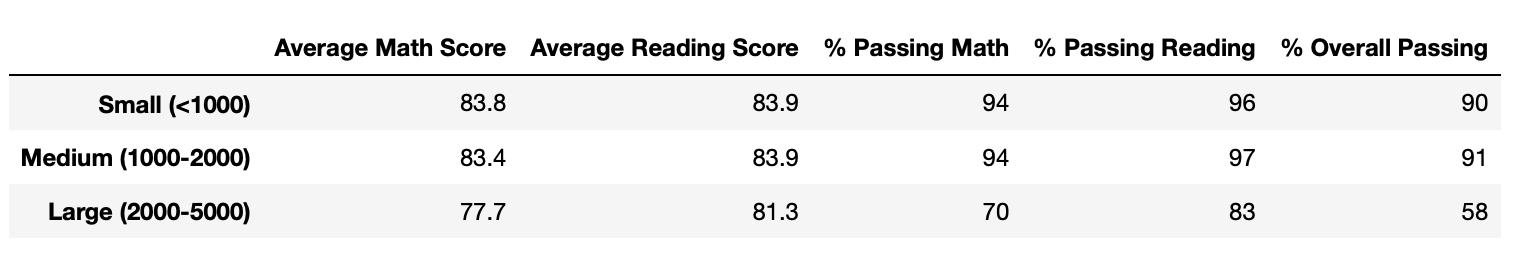 Average Math Score Average Reading Score % Passing Math % Passing Reading % Overall Passing
Small (<1000) 83.8 83.9 94 96 90
Medium (1000-2000) 83.4 83.9 94 97 91
Large (2000-5000) 77.7 81.3 70 83 58